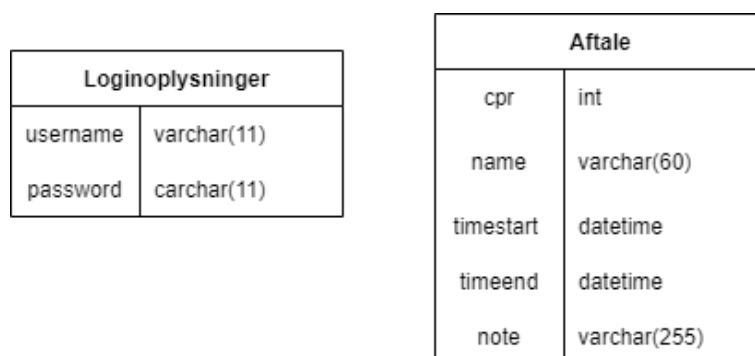 Loginoplysninger
username varchar(11)
password carchar(11)
Aftale
cpr int
name varchar(60)
timestart datetime
timeend datetime
note varchar(255)